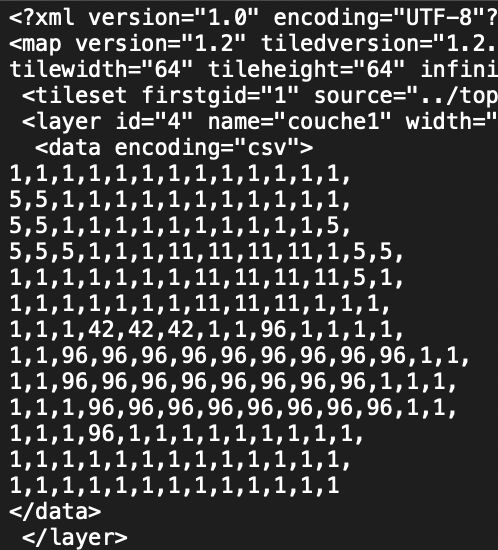 <?xml version="1.0" encoding="UTF-8"?
<map version="1.2" tiledversion="1.2.
tilewidth="64" tileheight="64" infini
<tileset firstgid="1" source="../top
<layer id="4" name="couche1" width="
<data encoding="csv">
1,1,1,1,1,1,1,1,1,1,1,1,1,
5,5,1,1,1,1,1,1,1,1,1,1,1,
5,5,1,1,1,1,1,1,1,1,1,1,5,
5,5,5,1,1,1,11,11,11,11,1,5,5,
1,1,1,1,1,1,1,11,11,11,11,5,1,
1,1,1,1,1,1,1,11,11,11,1,1,1,
1,1,1,42,42,42,1,1,96,1,1,1,1,
1,1,96,96,96,96,96,96,96,96,96,1,1,
1,1,96,96,96,96,96,96,96,96,1,1,1,
1,1,1,96,96,96,96,96,96,96,96,1,1,
1,1,1,96,1,1,1,1,1,1,1,1,1,
1,1,1,1,1,1,1,1,1,1,1,1,1,
1,1,1,1,1,1,1,1,1,1,1,1,1
</data>
</layer>